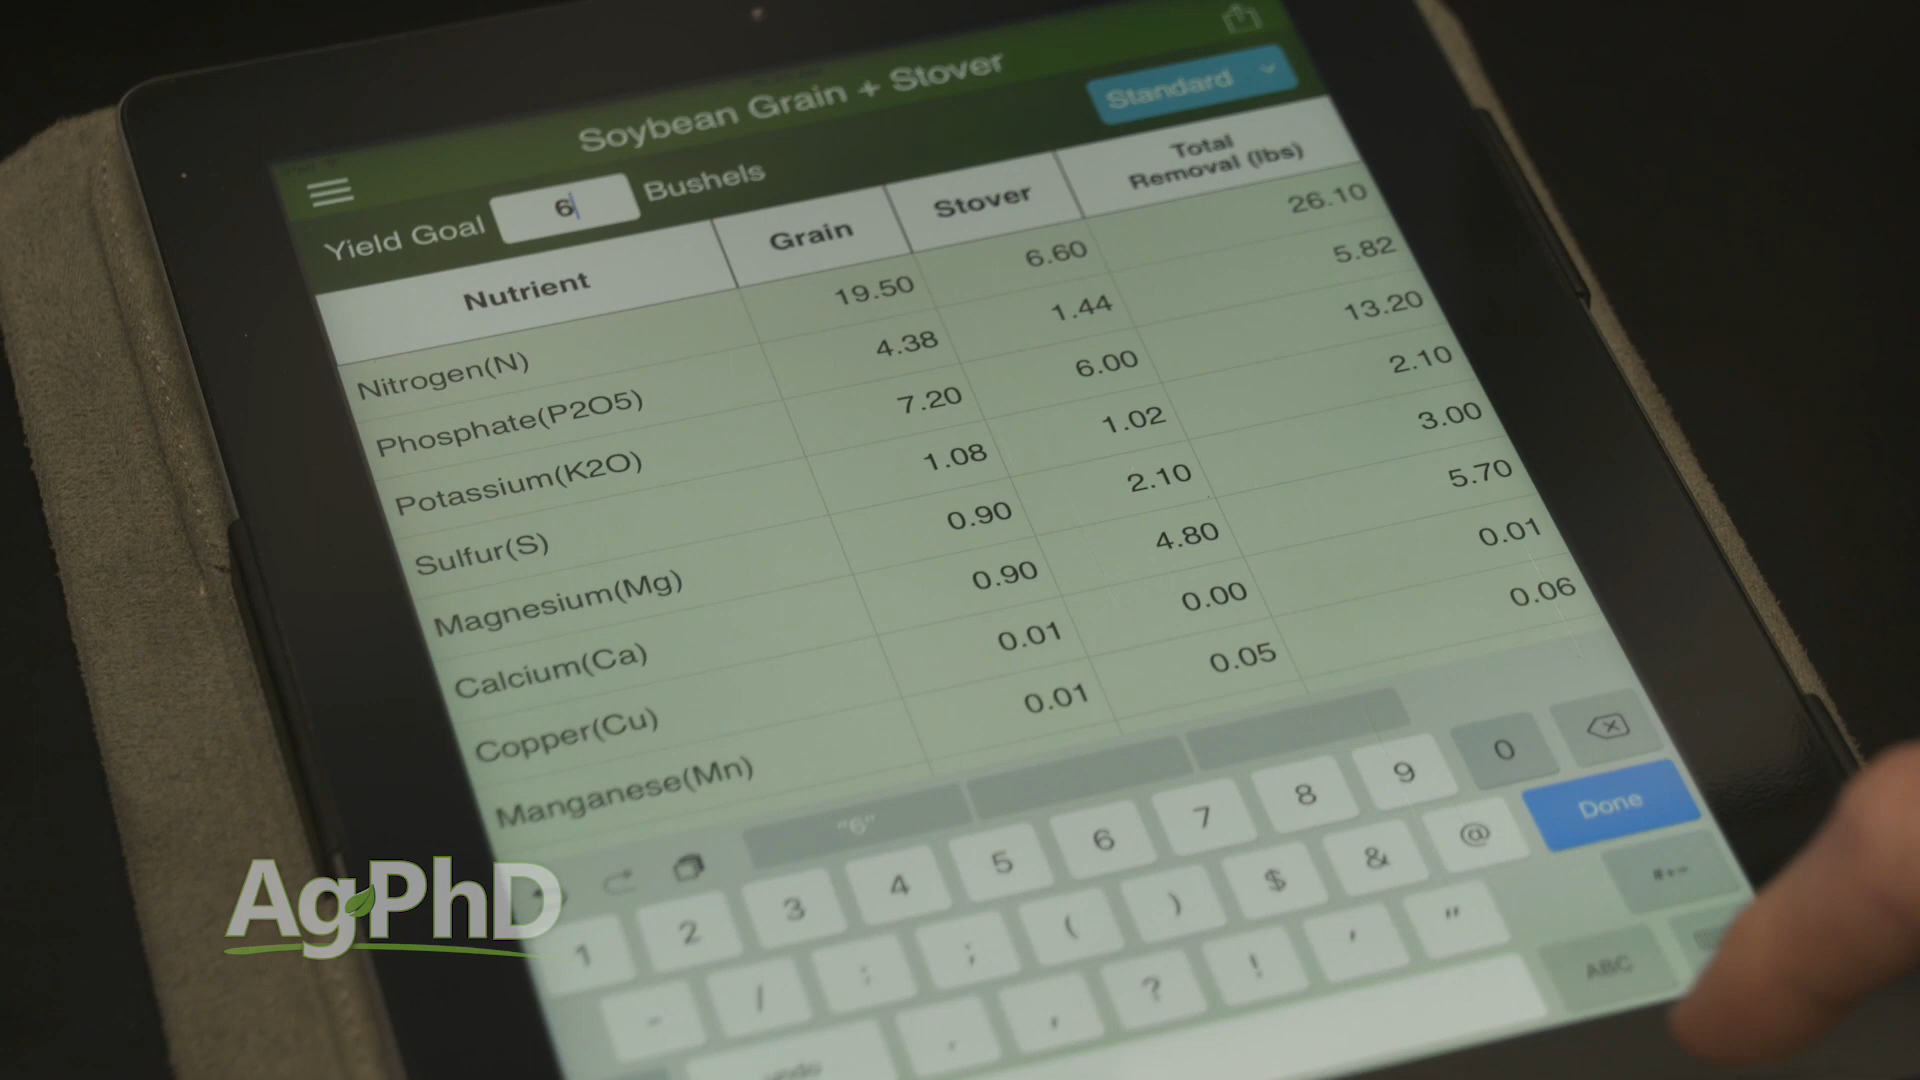 Soybean Grain + Stover
Standard
Yield Goal 6 Bushels
Nutrient Grain Stover Total Removal (lbs)
Nitrogen(N) 19.50 6.60 26.10
Phosphate(P2O5) 4.38 1.44 5.82
Potassium(K2O) 7.20 6.00 13.20
Sulfur(S) 1.08 1.02 2.10
Magnesium(Mg) 0.90 2.10 3.00
Calcium(Ca) 0.90 4.80 5.70
Copper(Cu) 0.01 0.00 0.01
Manganese(Mn) 0.01 0.05 0.06
"6"
1 2 3 4 5 6 7 8 9 0
- / : ; ( ) $ & @ Done
undo . , ? ! ' " #+=
ABC
AgPhD